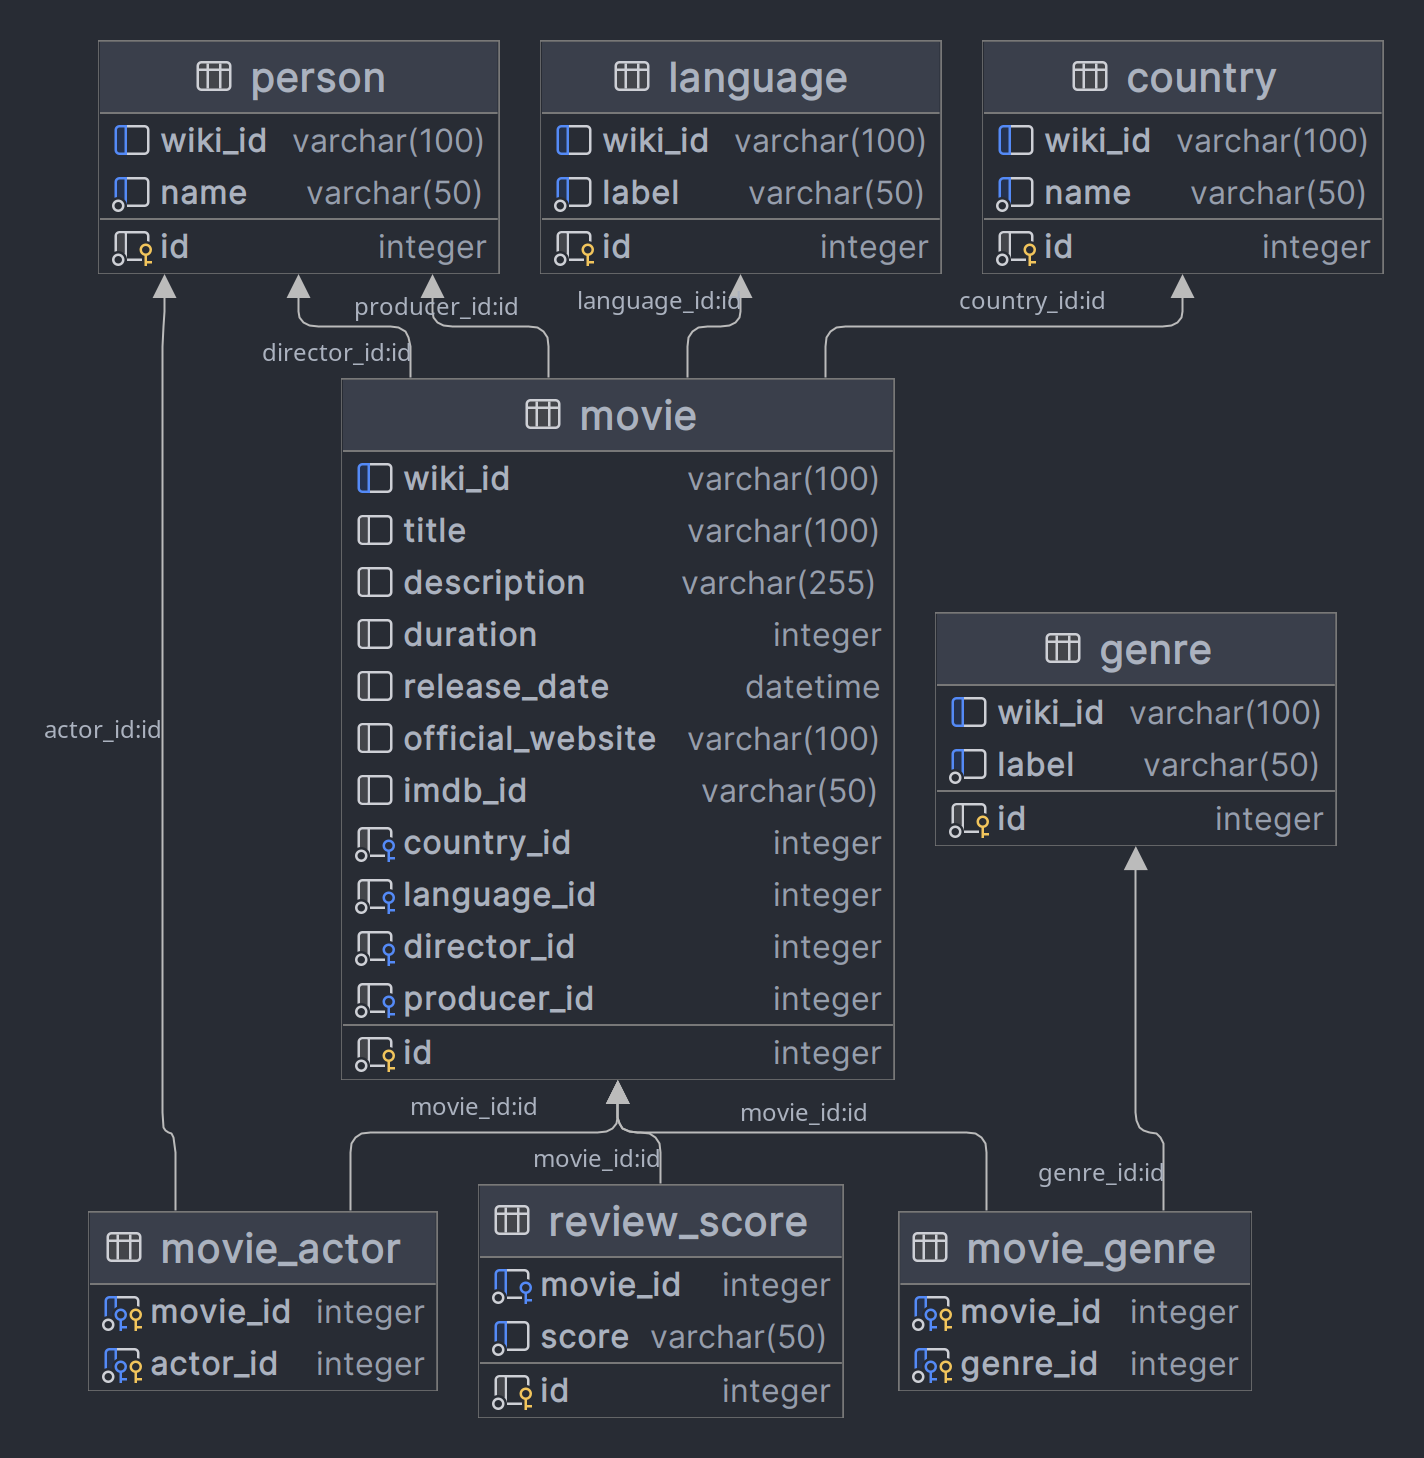 person
wiki_id varchar(100)
name varchar(50)
id integer
language
wiki_id varchar(100)
label varchar(50)
id integer
country
wiki_id varchar(100)
name varchar(50)
id integer
producer_id:id
language_id:id
country_id:id
director_id:id
movie
wiki_id varchar(100)
title varchar(100)
description varchar(255)
duration integer
release_date datetime
official_website varchar(100)
imdb_id varchar(50)
country_id integer
language_id integer
director_id integer
producer_id integer
id integer
genre
wiki_id varchar(100)
label varchar(50)
id integer
actor_id:id
movie_id:id
movie_id:id
movie_id:id
genre_id:id
movie_actor
movie_id integer
actor_id integer
review_score
movie_id integer
score varchar(50)
id integer
movie_genre
movie_id integer
genre_id integer